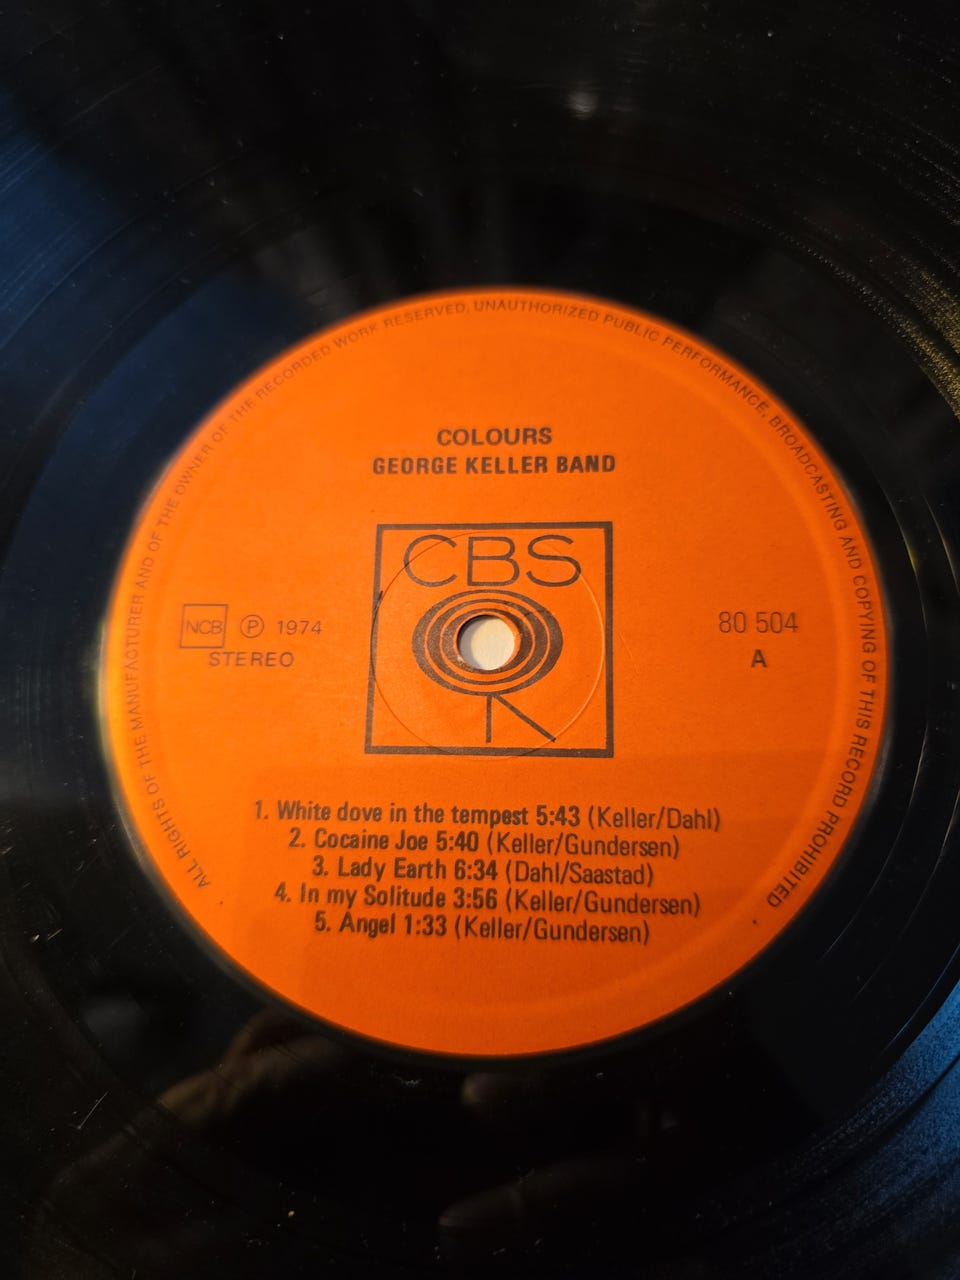 ALL RIGHTS OF THE MANUFACTURER AND OF THE OWNER OF THE RECORDED WORK RESERVED. UNAUTHORIZED PUBLIC PERFORMANCE, BROADCASTING AND COPYING OF THIS RECORD PROHIBITED
COLOURS
GEORGE KELLER BAND
CBS
NCB ℗ 1974
STEREO
80 504
A
1. White dove in the tempest 5:43 (Keller/Dahl)
2. Cocaine Joe 5:40 (Keller/Gundersen)
3. Lady Earth 6:34 (Dahl/Saastad)
4. In my Solitude 3:56 (Keller/Gundersen)
5. Angel 1:33 (Keller/Gundersen)